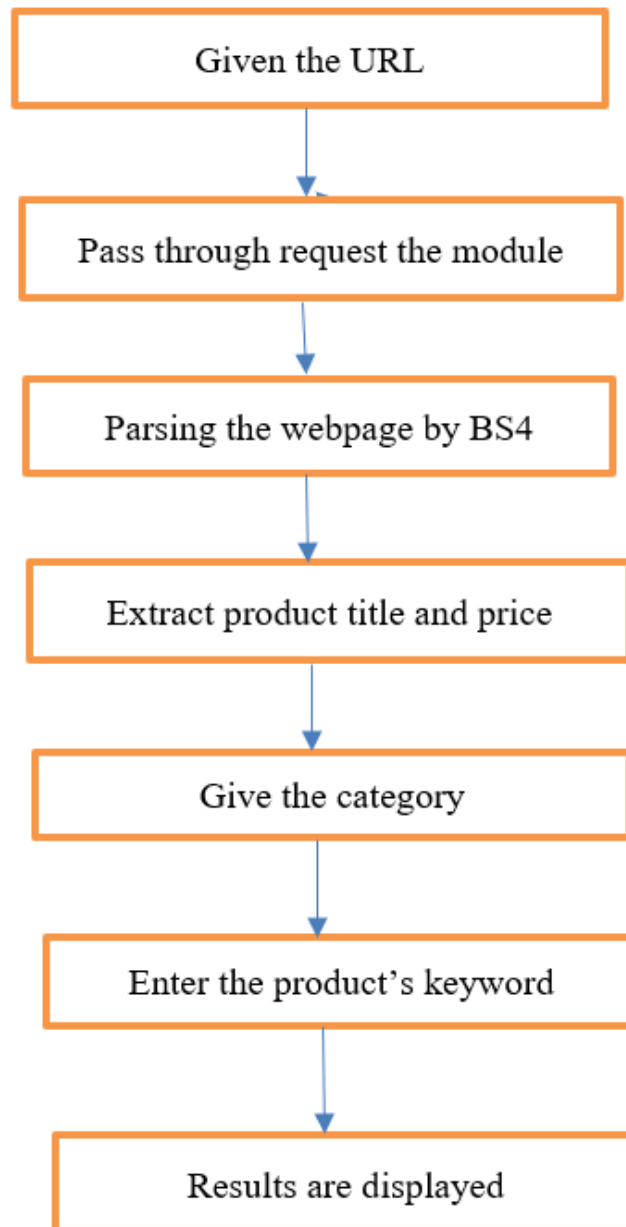 Given the URL
Pass through request the module
Parsing the webpage by BS4
Extract product title and price
Give the category
Enter the product’s keyword
Results are displayed